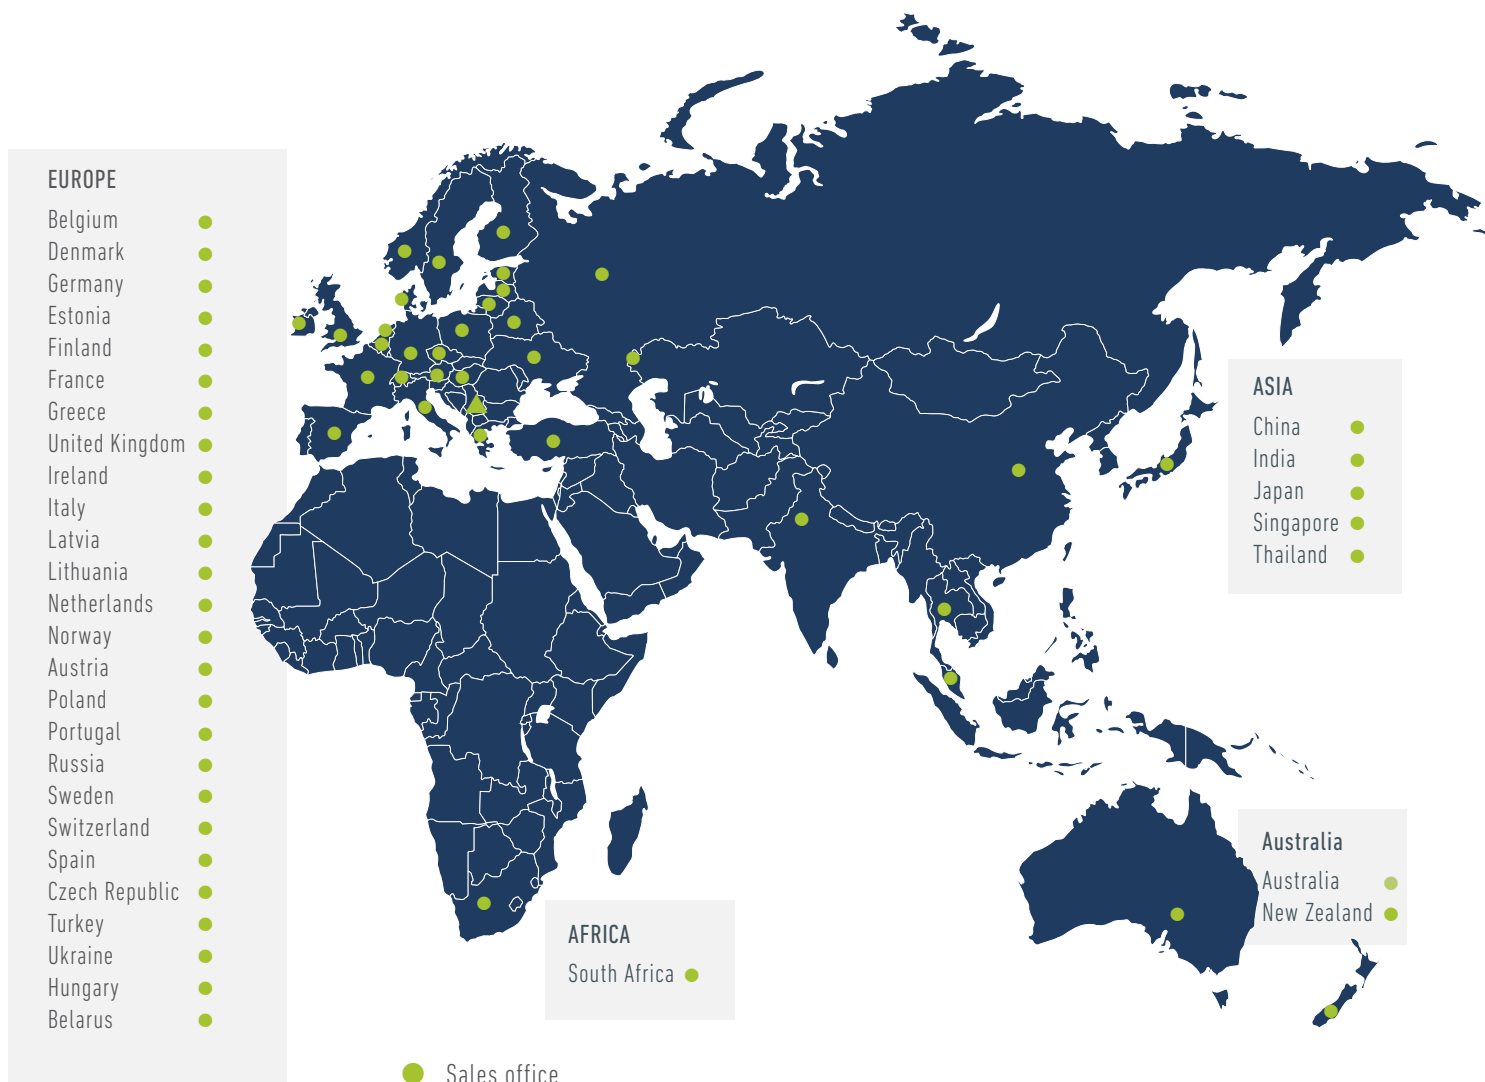 EUROPE
Belgium
Denmark
Germany
Estonia
Finland
France
Greece
United Kingdom
Ireland
Italy
Latvia
Lithuania
Netherlands
Norway
Austria
Poland
Portugal
Russia
Sweden
Switzerland
Spain
Czech Republic
Turkey
Ukraine
Hungary
Belarus
ASIA
China
India
Japan
Singapore
Thailand
Australia
Australia
New Zealand
AFRICA
South Africa
Sales office